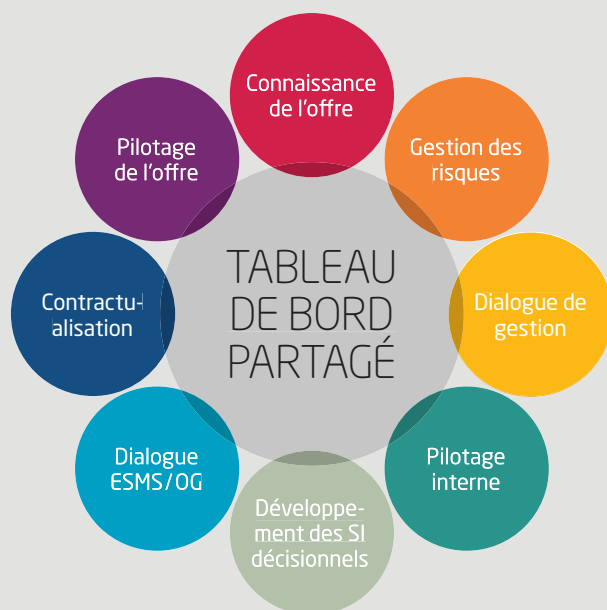 Connaissance
de l'offre
Pilotage
de l'offre
Gestion des
risques
TABLEAU
DE BORD
PARTAGÉ
Contractu-
alisation
Dialogue de
gestion
Dialogue
ESMS/OG
Pilotage
interne
Développe-
ment des SI
décisionnels